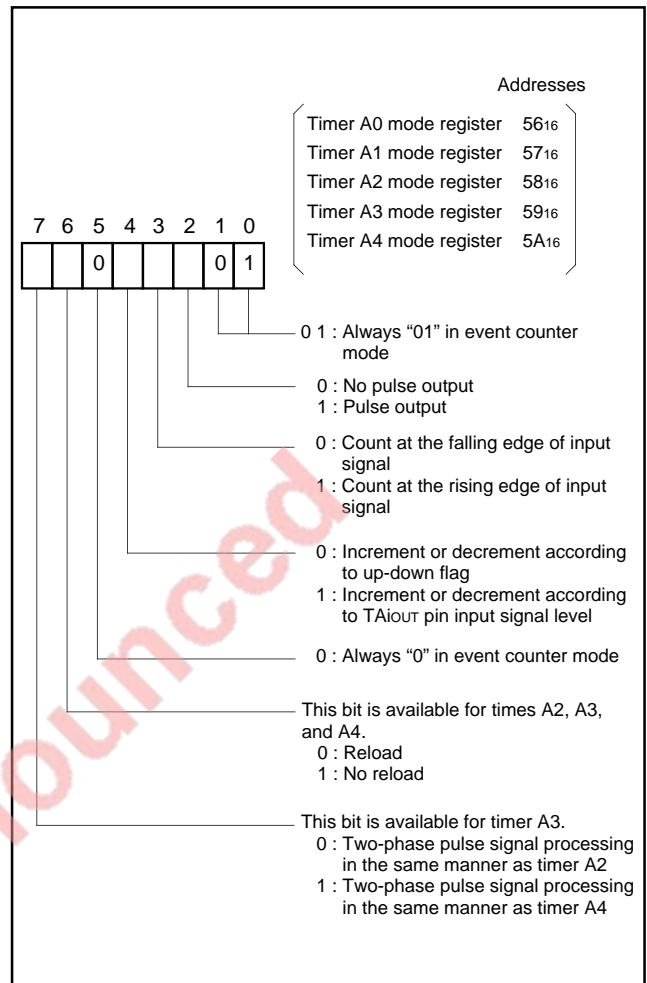 Addresses
Timer A0 mode register 5616
Timer A1 mode register 5716
Timer A2 mode register 5816
Timer A3 mode register 5916
Timer A4 mode register 5A16
7 6 5 4 3 2 1 0
0 0 1
0 1 : Always “01” in event counter
mode
0 : No pulse output
1 : Pulse output
0 : Count at the falling edge of input
signal
1 : Count at the rising edge of input
signal
0 : Increment or decrement according
to up-down flag
1 : Increment or decrement according
to TAiOUT pin input signal level
0 : Always “0” in event counter mode
This bit is available for times A2, A3,
and A4.
0 : Reload
1 : No reload
This bit is available for timer A3.
0 : Two-phase pulse signal processing
in the same manner as timer A2
1 : Two-phase pulse signal processing
in the same manner as timer A4
ounced